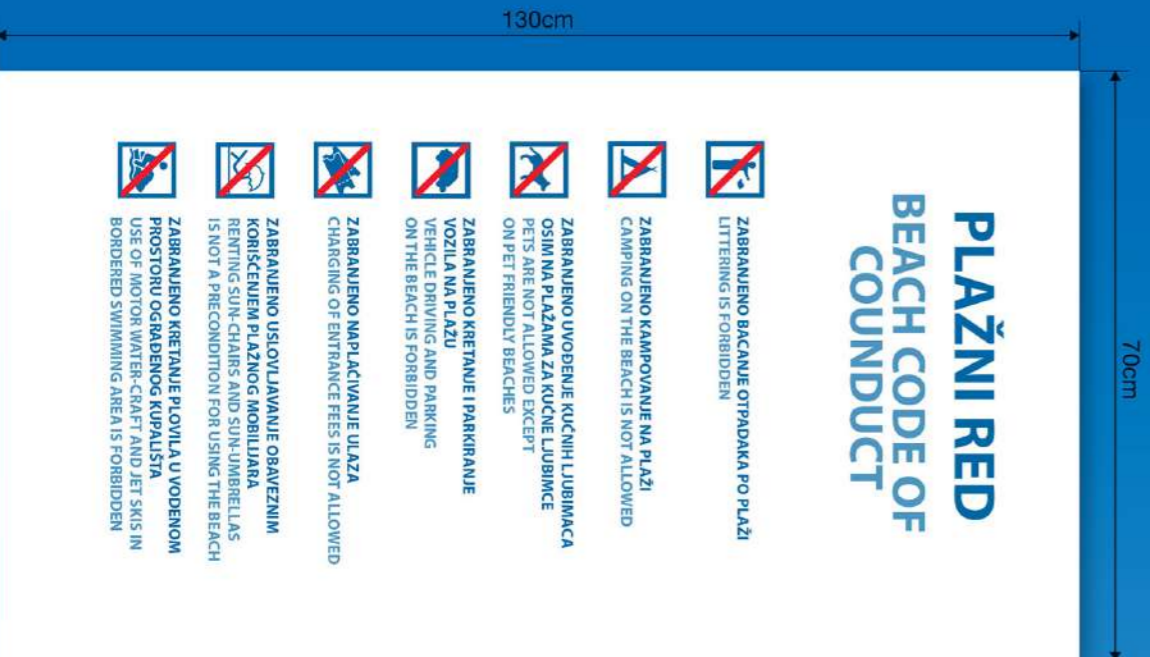 130cm
70cm
PLAŽNI RED
BEACH CODE OF
COUNDUCT
ZABRANJENO BACANJE OTPADAKA PO PLAŽI
LITTERING IS FORBIDDEN
ZABRANJENO KAMPOVANJE NA PLAŽI
CAMPING ON THE BEACH IS NOT ALLOWED
ZABRANJENO UVOĐENJE KUĆNIH LJUBIMACA
OSIM NA PLAŽAMA ZA KUĆNE LJUBIMCE
PETS ARE NOT ALLOWED EXCEPT
ON PET FRIENDLY BEACHES
ZABRANJENO KRETANJE I PARKIRANJE
VOZILA NA PLAŽU
VEHICLE DRIVING AND PARKING
ON THE BEACH IS FORBIDDEN
ZABRANJENO NAPLAĆIVANJE ULAZA
CHARGING OF ENTRANCE FEES IS NOT ALLOWED
ZABRANJENO USLOVLJAVANJE OBAVEZNIM
KORIŠĆENJEM PLAŽNOG MOBILIJARA
RENTING SUN-CHAIRS AND SUN-UMBRELLAS
IS NOT A PRECONDITION FOR USING THE BEACH
ZABRANJENO KRETANJE PLOVILA U VODENOM
PROSTORU OGRAĐENOG KUPALIŠTA
USE OF MOTOR WATER-CRAFT AND JET SKIS IN
BORDERED SWIMMING AREA IS FORBIDDEN